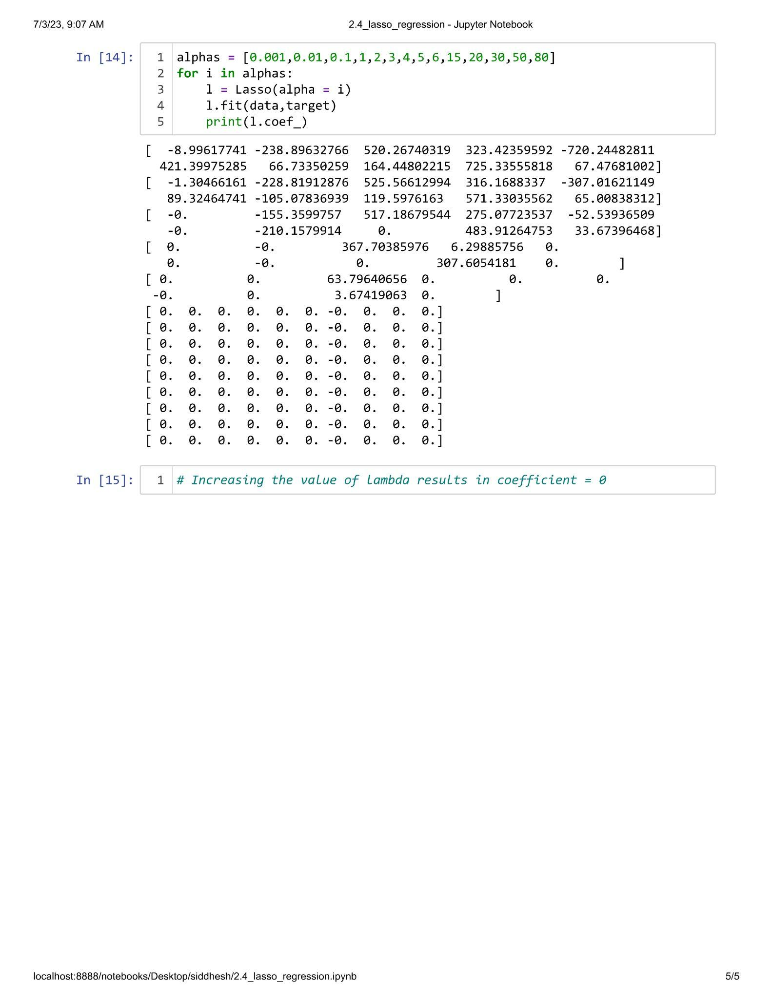 7/3/23, 9:07 AM 2.4_lasso_regression - Jupyter Notebook
In [14]: 1 alphas = [0.001,0.01,0.1,1,2,3,4,5,6,15,20,30,50,80]
2 for i in alphas:
3     l = Lasso(alpha = i)
4     l.fit(data,target)
5     print(l.coef_)
[  -8.99617741 -238.89632766  520.26740319  323.42359592 -720.24482811
  421.39975285   66.73350259  164.44802215  725.33555818   67.47681002]
[  -1.30466161 -228.81912876  525.56612994  316.1688337  -307.01621149
   89.32464741 -105.07836939  119.5976163   571.33035562   65.00838312]
[  -0.         -155.3599757   517.18679544  275.07723537  -52.53936509
   -0.         -210.1579914     0.          483.91264753   33.67396468]
[  0.          -0.         367.70385976   6.29885756   0.
   0.          -0.           0.         307.6054181    0.        ]
[ 0.          0.         63.79640656  0.          0.          0.
 -0.          0.          3.67419063  0.        ]
[ 0.  0.  0.  0.  0.  0. -0.  0.  0.  0.]
[ 0.  0.  0.  0.  0.  0. -0.  0.  0.  0.]
[ 0.  0.  0.  0.  0.  0. -0.  0.  0.  0.]
[ 0.  0.  0.  0.  0.  0. -0.  0.  0.  0.]
[ 0.  0.  0.  0.  0.  0. -0.  0.  0.  0.]
[ 0.  0.  0.  0.  0.  0. -0.  0.  0.  0.]
[ 0.  0.  0.  0.  0.  0. -0.  0.  0.  0.]
[ 0.  0.  0.  0.  0.  0. -0.  0.  0.  0.]
[ 0.  0.  0.  0.  0.  0. -0.  0.  0.  0.]
In [15]: 1 # Increasing the value of lambda results in coefficient = 0
localhost:8888/notebooks/Desktop/siddhesh/2.4_lasso_regression.ipynb 5/5